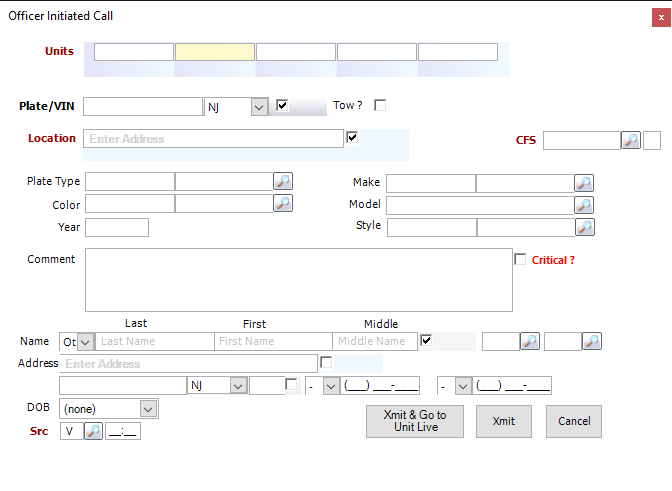 Officer Initiated Call
x
Units
Plate/VIN NJ Tow ?
Location Enter Address CFS
Plate Type Make
Color Model
Year Style
Comment Critical ?
Last First Middle
Name Ot Last Name First Name Middle Name
Address Enter Address
NJ - (___) ___-____ - (___) ___-____
DOB (none)
Src V __:__
Xmit & Go to
Unit Live
Xmit
Cancel